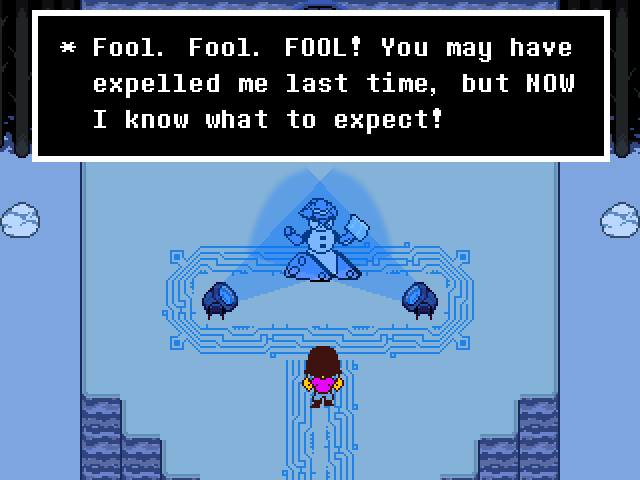 * Fool. Fool. FOOL! You may have
expelled me last time, but NOW
I know what to expect!